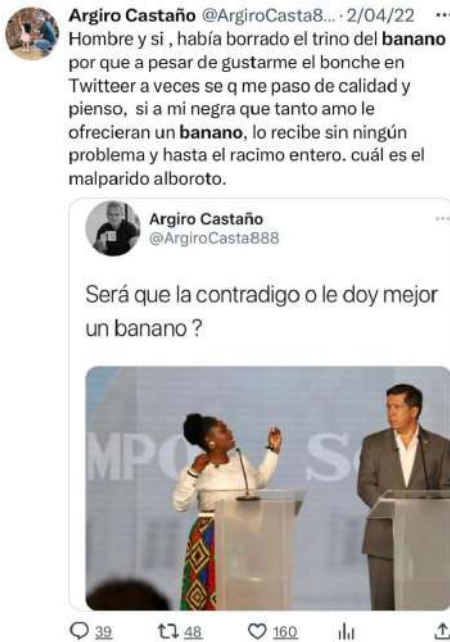 Argiro Castaño @ArgiroCasta8... · 2/04/22 ···
Hombre y si , había borrado el trino del banano
por que a pesar de gustarme el bonche en
Twitteer a veces se q me paso de calidad y
pienso, si a mi negra que tanto amo le
ofrecieran un banano, lo recibe sin ningún
problema y hasta el racimo entero. cuál es el
malparido alboroto.
Argiro Castaño ···
@ArgiroCasta888
Será que la contradigo o le doy mejor
un banano ?
MPO S
39 48 160